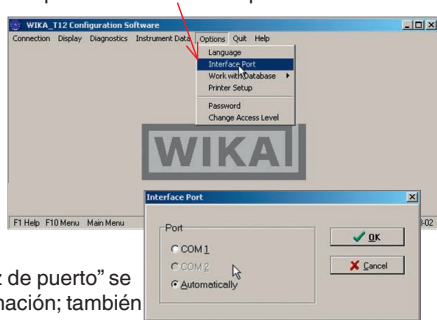 WIKA_T12 Configuration Software
Connection Display Diagnostics Instrument Data Options Quit Help
Language
Interface Port
Work with Database
Printer Setup
Password
Change Access Level
WIKA
Interface Port
F1 Help F10 Menu Main Menu
Port
COM 1
COM 2
Automatically
OK
Cancel
de puerto” se
mación; también